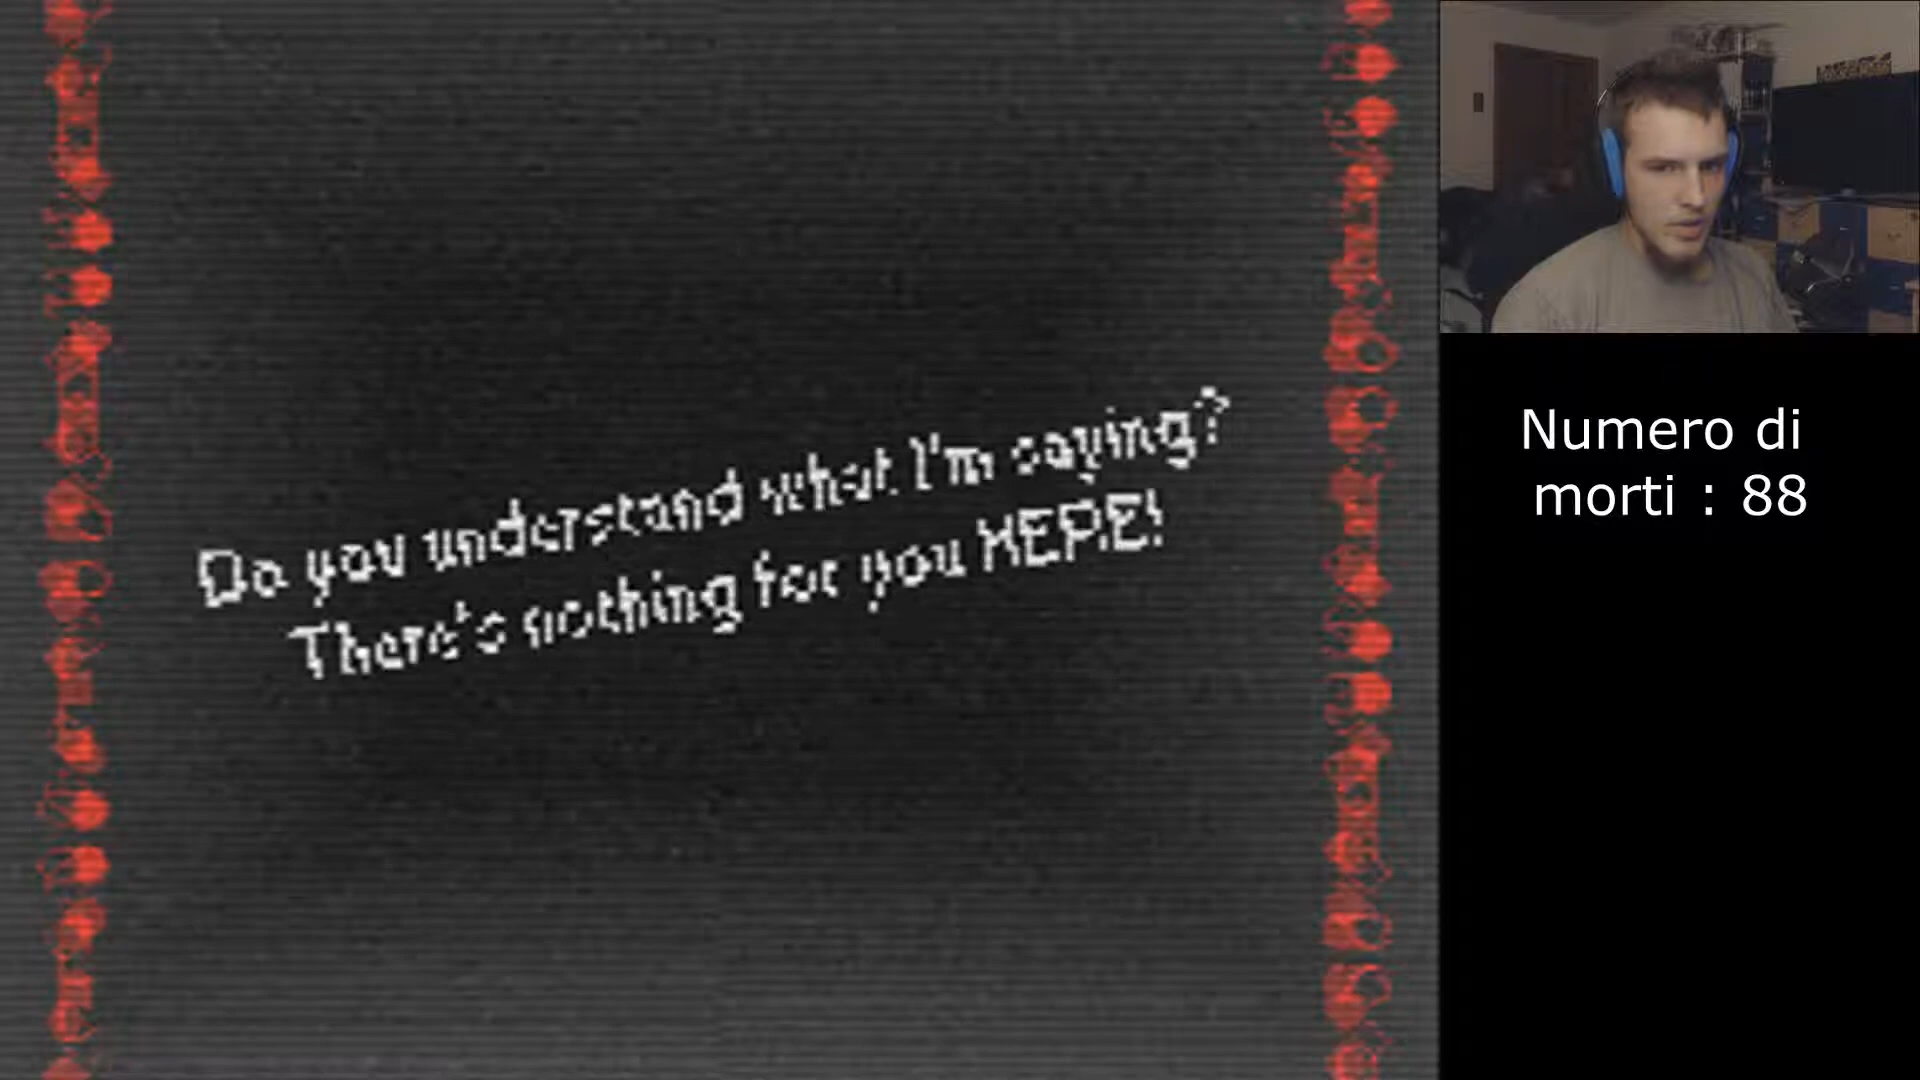 Do you understand what I'm saying?
There's nothing for you HERE!
Numero di
morti : 88